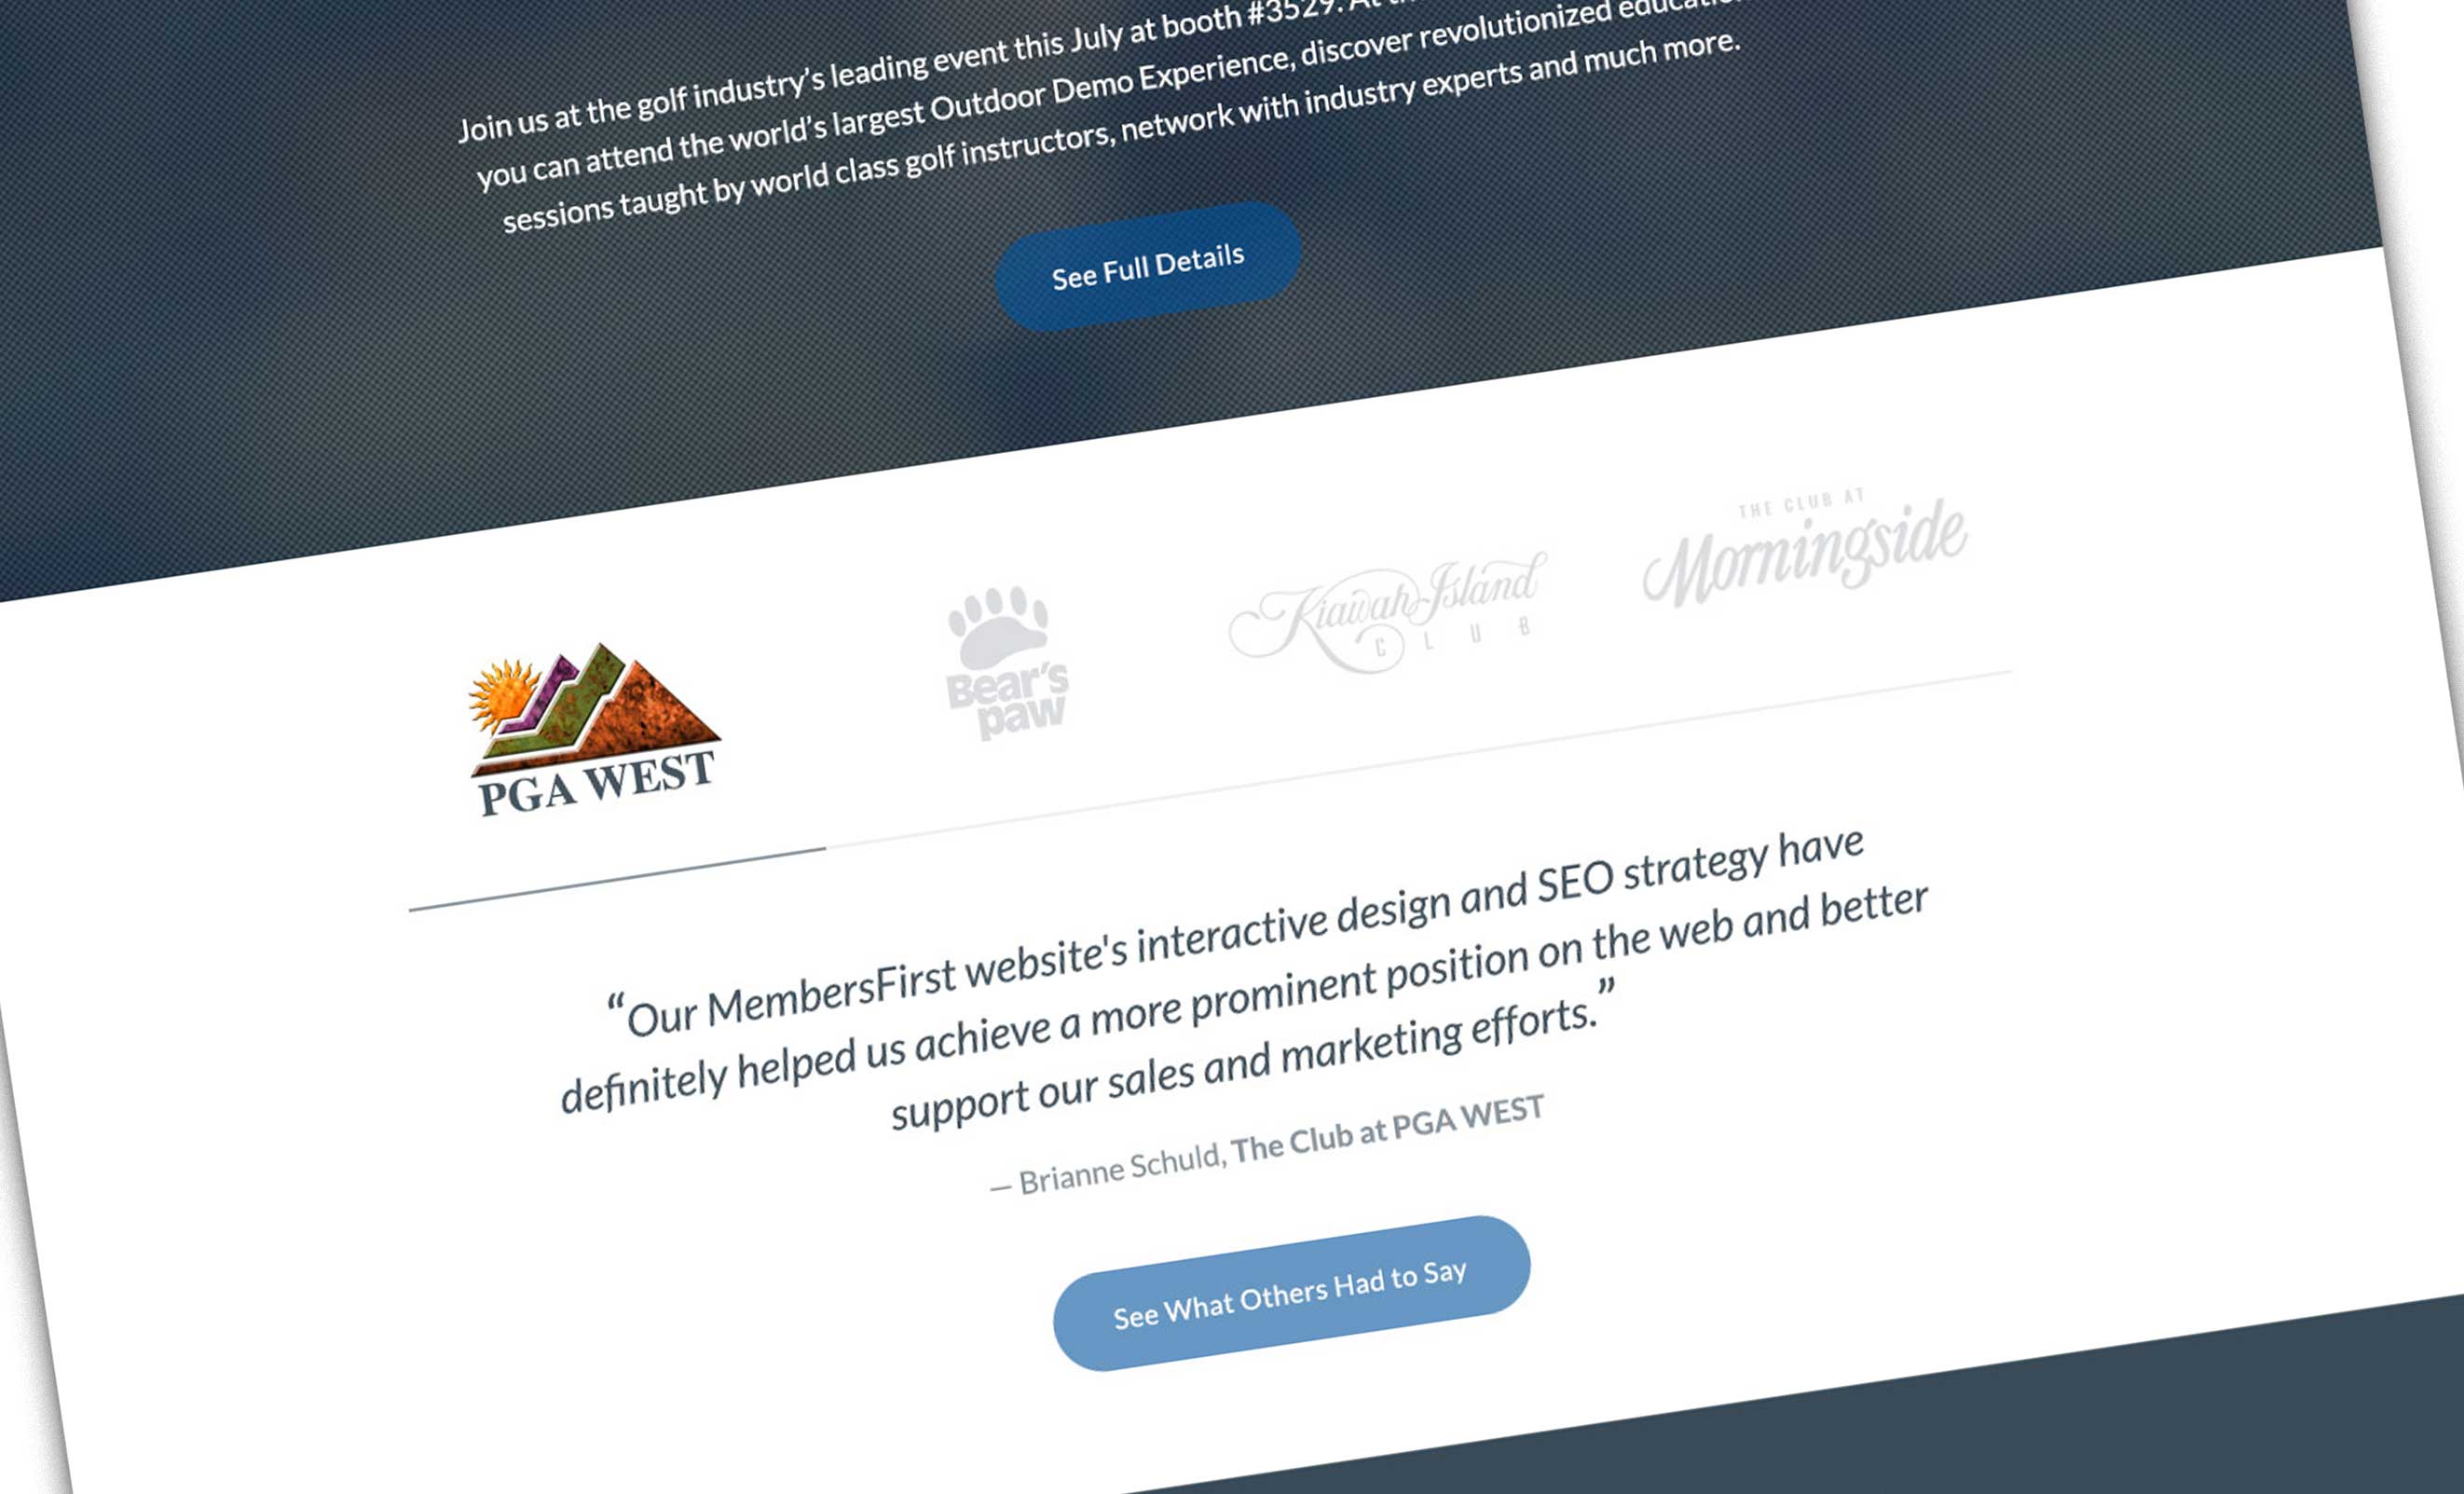 Join us at the golf industry's leading event this July at booth #3529. At
you can attend the world's largest Outdoor Demo Experience, discover revolutionized
sessions taught by world class golf instructors, network with industry experts and much more.
See Full Details
PGA WEST
Bear's
paw
Kiawah Island
CLUB
THE CLUB AT
Morningside
“Our MembersFirst website's interactive design and SEO strategy have
definitely helped us achieve a more prominent position on the web and better
support our sales and marketing efforts.”
— Brianne Schuld, The Club at PGA WEST
See What Others Had to Say